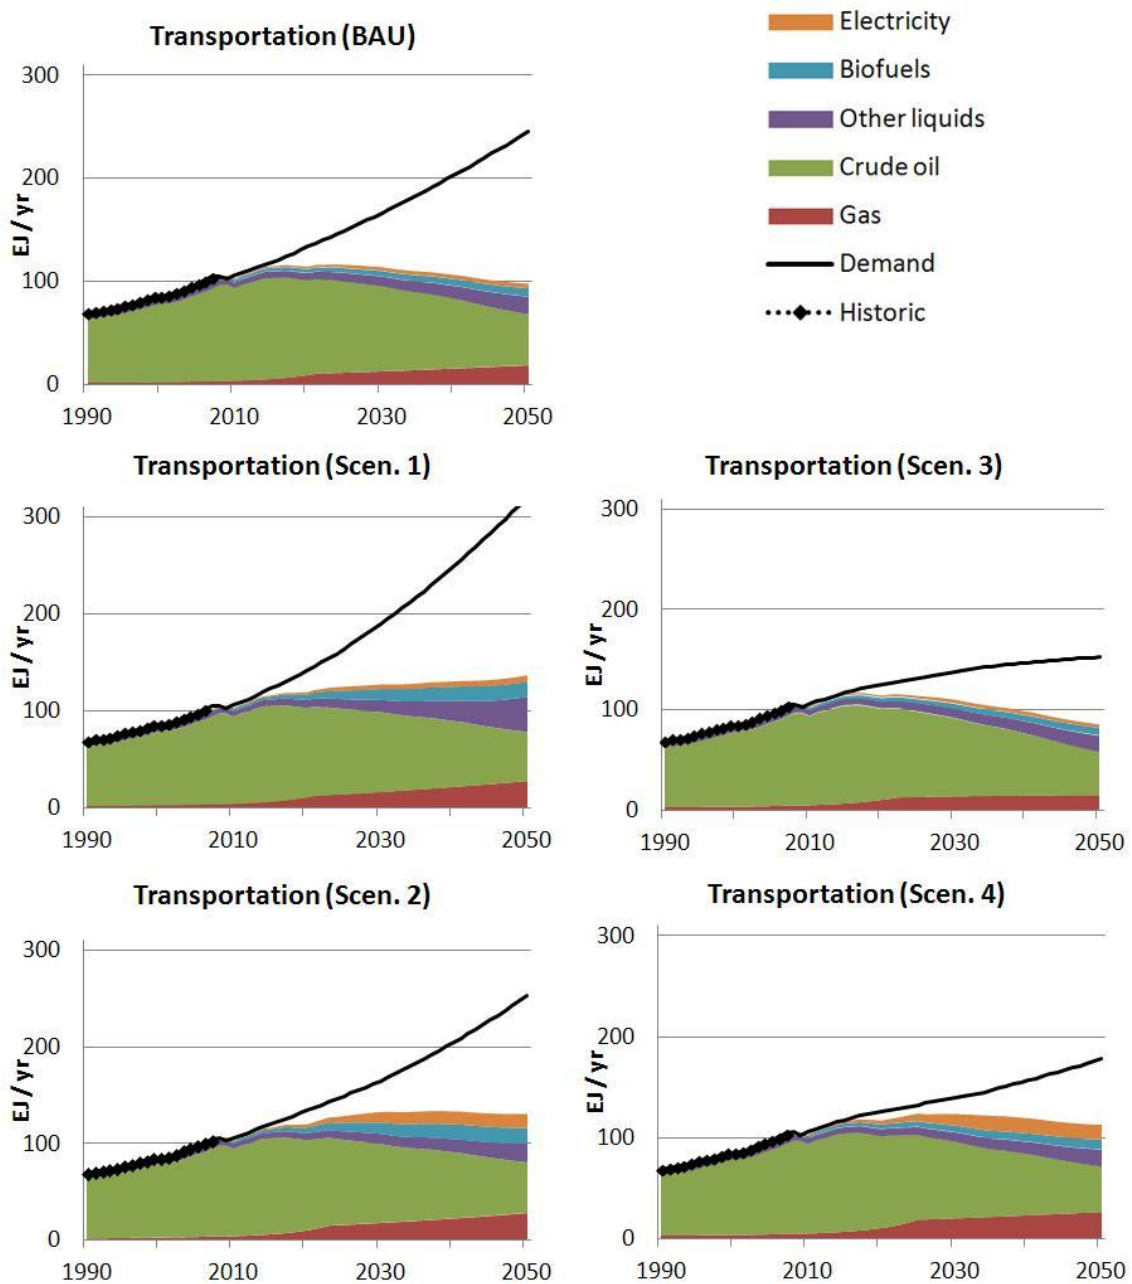 Transportation (BAU)
300
200
100
0
EJ / yr
1990 2010 2030 2050
Electricity
Biofuels
Other liquids
Crude oil
Gas
Demand
Historic
Transportation (Scen. 1)
300
200
100
0
EJ / yr
1990 2010 2030 2050
Transportation (Scen. 3)
300
200
100
0
EJ / yr
1990 2010 2030 2050
Transportation (Scen. 2)
300
200
100
0
EJ / yr
1990 2010 2030 2050
Transportation (Scen. 4)
300
200
100
0
EJ / yr
1990 2010 2030 2050